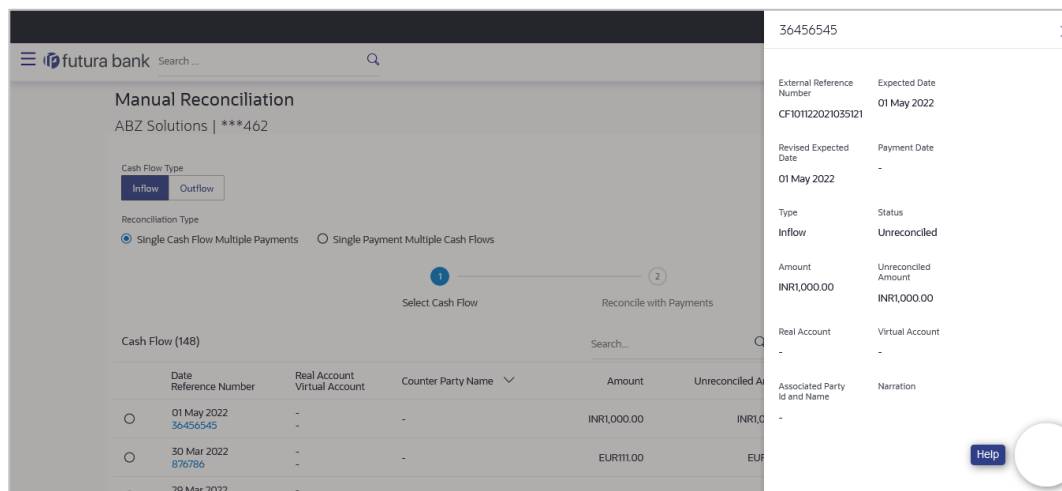 futura bank
Search ...
Manual Reconciliation
ABZ Solutions | ***462
Cash Flow Type
Inflow Outflow
Reconciliation Type
Single Cash Flow Multiple Payments Single Payment Multiple Cash Flows
1 2
Select Cash Flow Reconcile with Payments
Cash Flow (148) Search...
Date Real Account Counter Party Name Amount Unreconciled
Reference Number Virtual Account
01 May 2022 - - INR1,000.00
36456545 -
30 Mar 2022 - - EUR111.00
876786 -
29 Mar 2022
36456545
External Reference Expected Date
Number 01 May 2022
CF101122021035121
Revised Expected Payment Date
Date -
01 May 2022
Type Status
Inflow Unreconciled
Amount Unreconciled
INR1,000.00 Amount
INR1,000.00
Real Account Virtual Account
- -
Associated Party Narration
Id and Name
-
Help